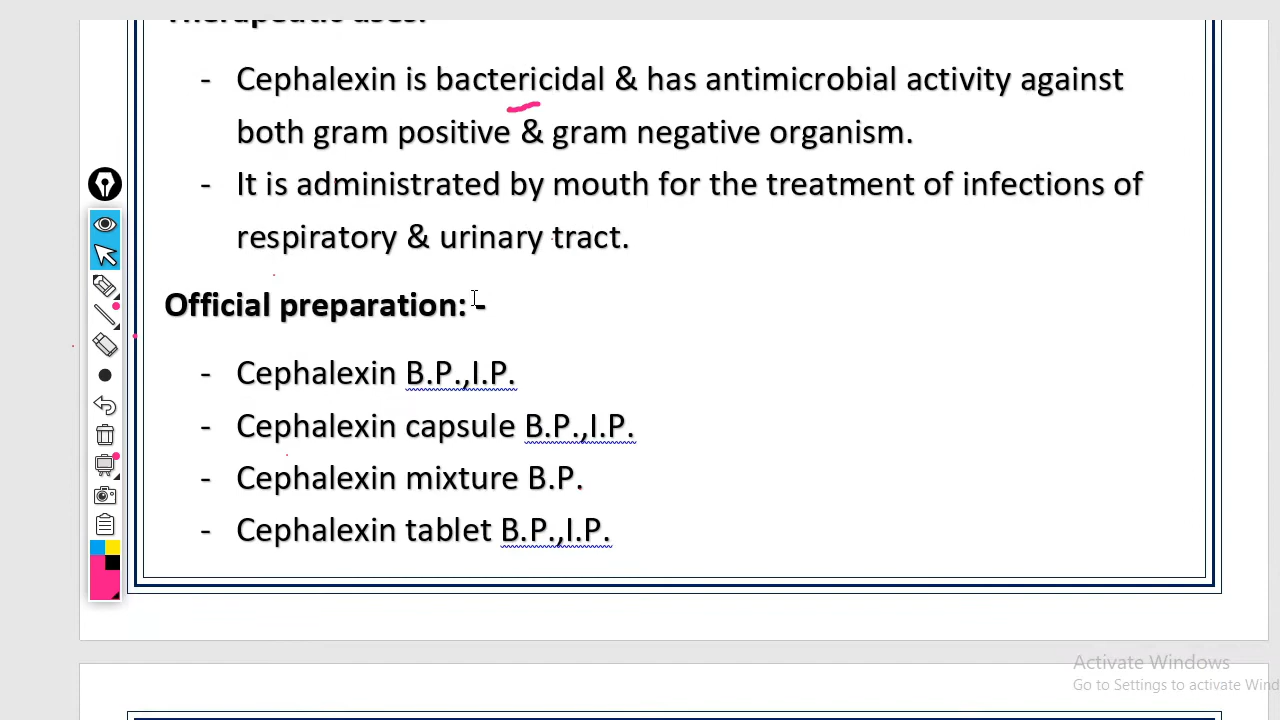 Therapeutic uses:
- Cephalexin is bactericidal & has antimicrobial activity against
both gram positive & gram negative organism.
- It is administrated by mouth for the treatment of infections of
respiratory & urinary tract.
Official preparation: -
- Cephalexin B.P.,I.P.
- Cephalexin capsule B.P.,I.P.
- Cephalexin mixture B.P.
- Cephalexin tablet B.P.,I.P.
Activate Windows
Go to Settings to activate Wind